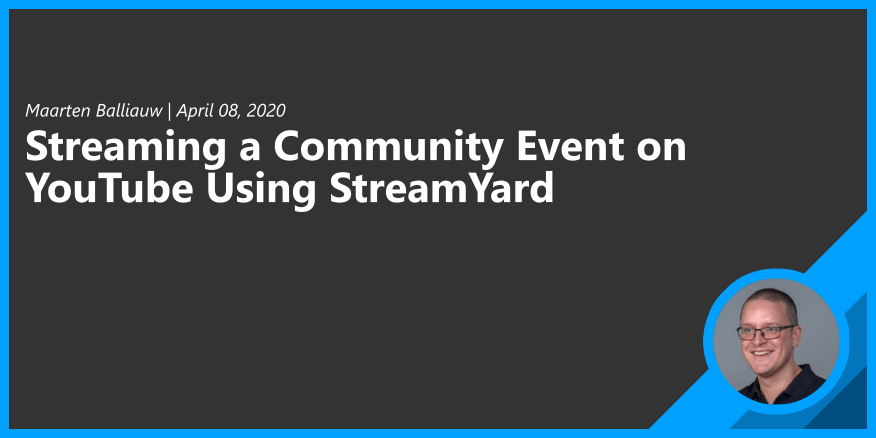 Maarten Balliauw | April 08, 2020
Streaming a Community Event on
YouTube Using StreamYard